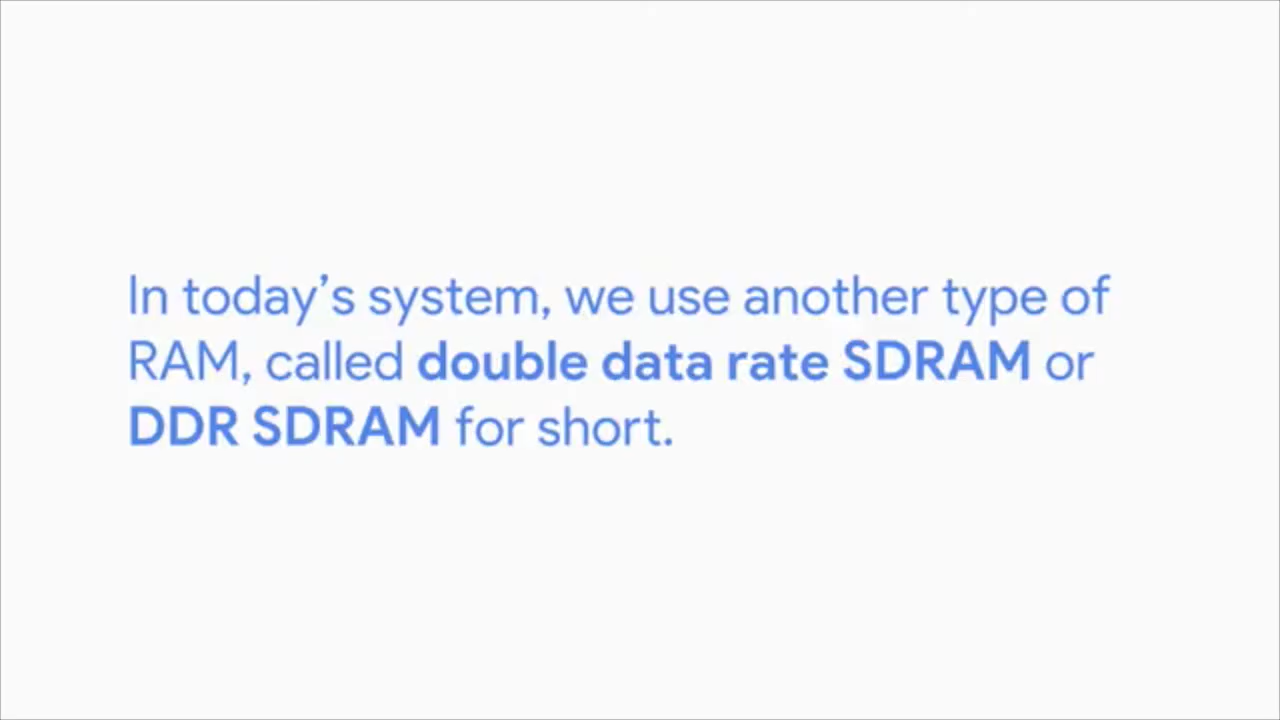 In today’s system, we use another type of
RAM, called double data rate SDRAM or
DDR SDRAM for short.